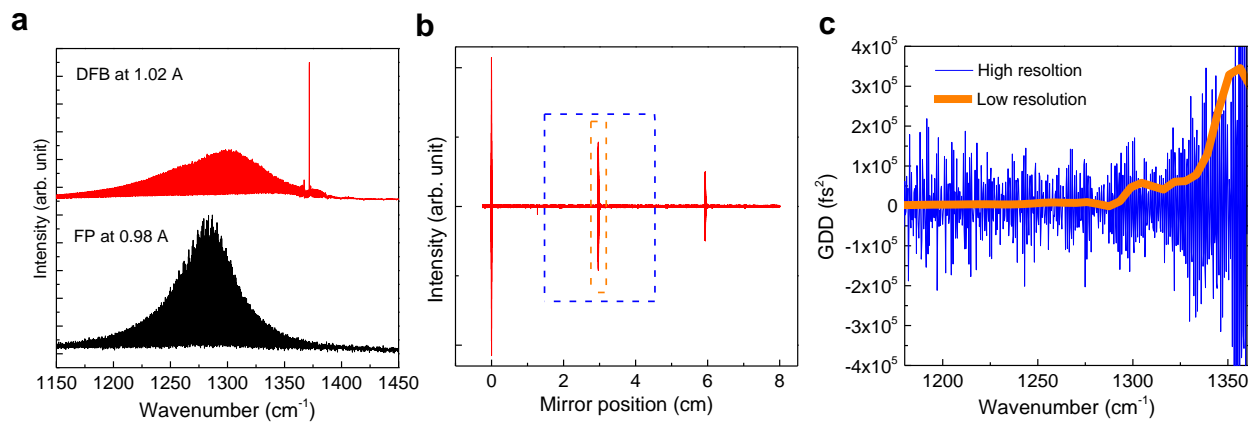 a
DFB at 1.02 A
FP at 0.98 A
Intensity (arb. unit)
1150 1200 1250 1300 1350 1400 1450
Wavenumber (cm⁻¹)
b
Intensity (arb. unit)
0 2 4 6 8
Mirror position (cm)
c
High resoltion
Low resolution
GDD (fs²)
4x10⁵
3x10⁵
2x10⁵
1x10⁵
0
-1x10⁵
-2x10⁵
-3x10⁵
-4x10⁵
1200 1250 1300 1350
Wavenumber (cm⁻¹)